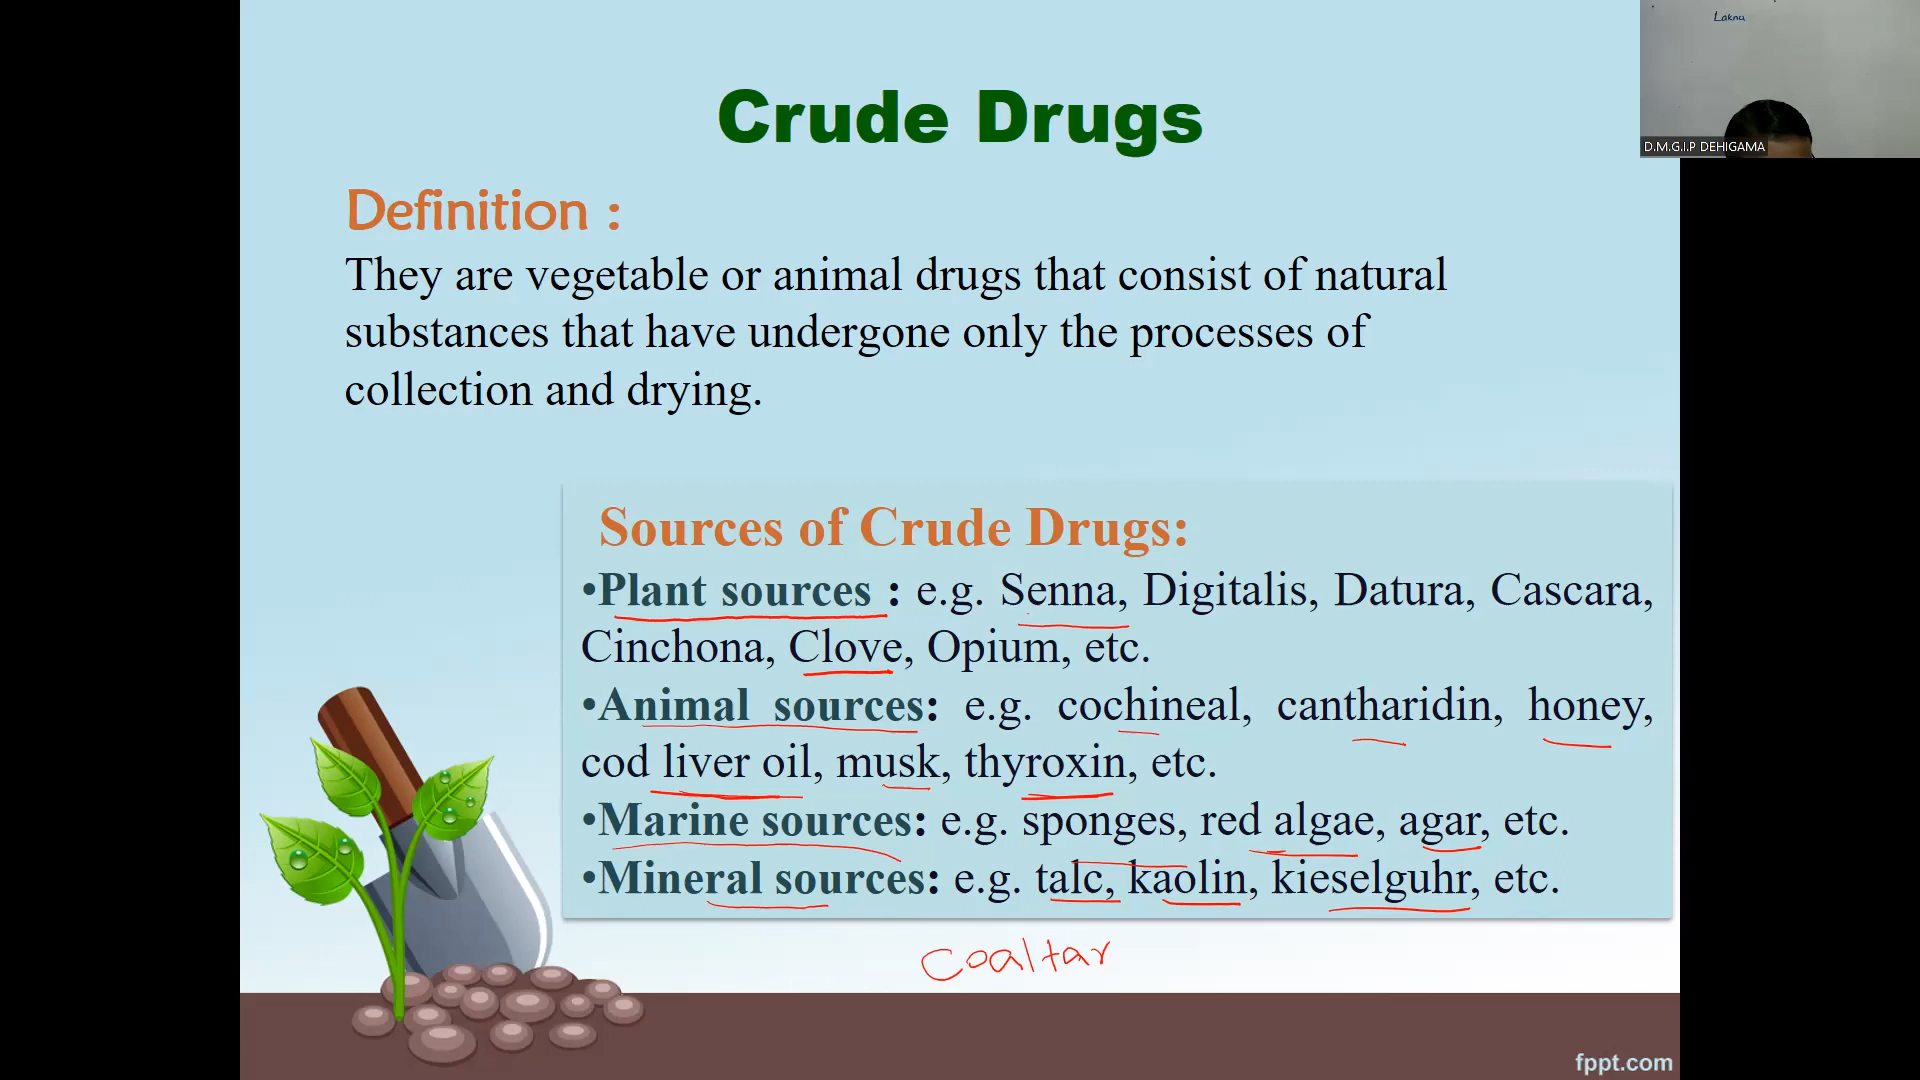 Crude Drugs
Definition :
They are vegetable or animal drugs that consist of natural
substances that have undergone only the processes of
collection and drying.
Sources of Crude Drugs:
•Plant sources : e.g. Senna, Digitalis, Datura, Cascara,
Cinchona, Clove, Opium, etc.
•Animal sources: e.g. cochineal, cantharidin, honey,
cod liver oil, musk, thyroxin, etc.
•Marine sources: e.g. sponges, red algae, agar, etc.
•Mineral sources: e.g. talc, kaolin, kieselguhr, etc.
Coaltar
fppt.com
Lakna
D.M.G.I.P DEHIGAMA